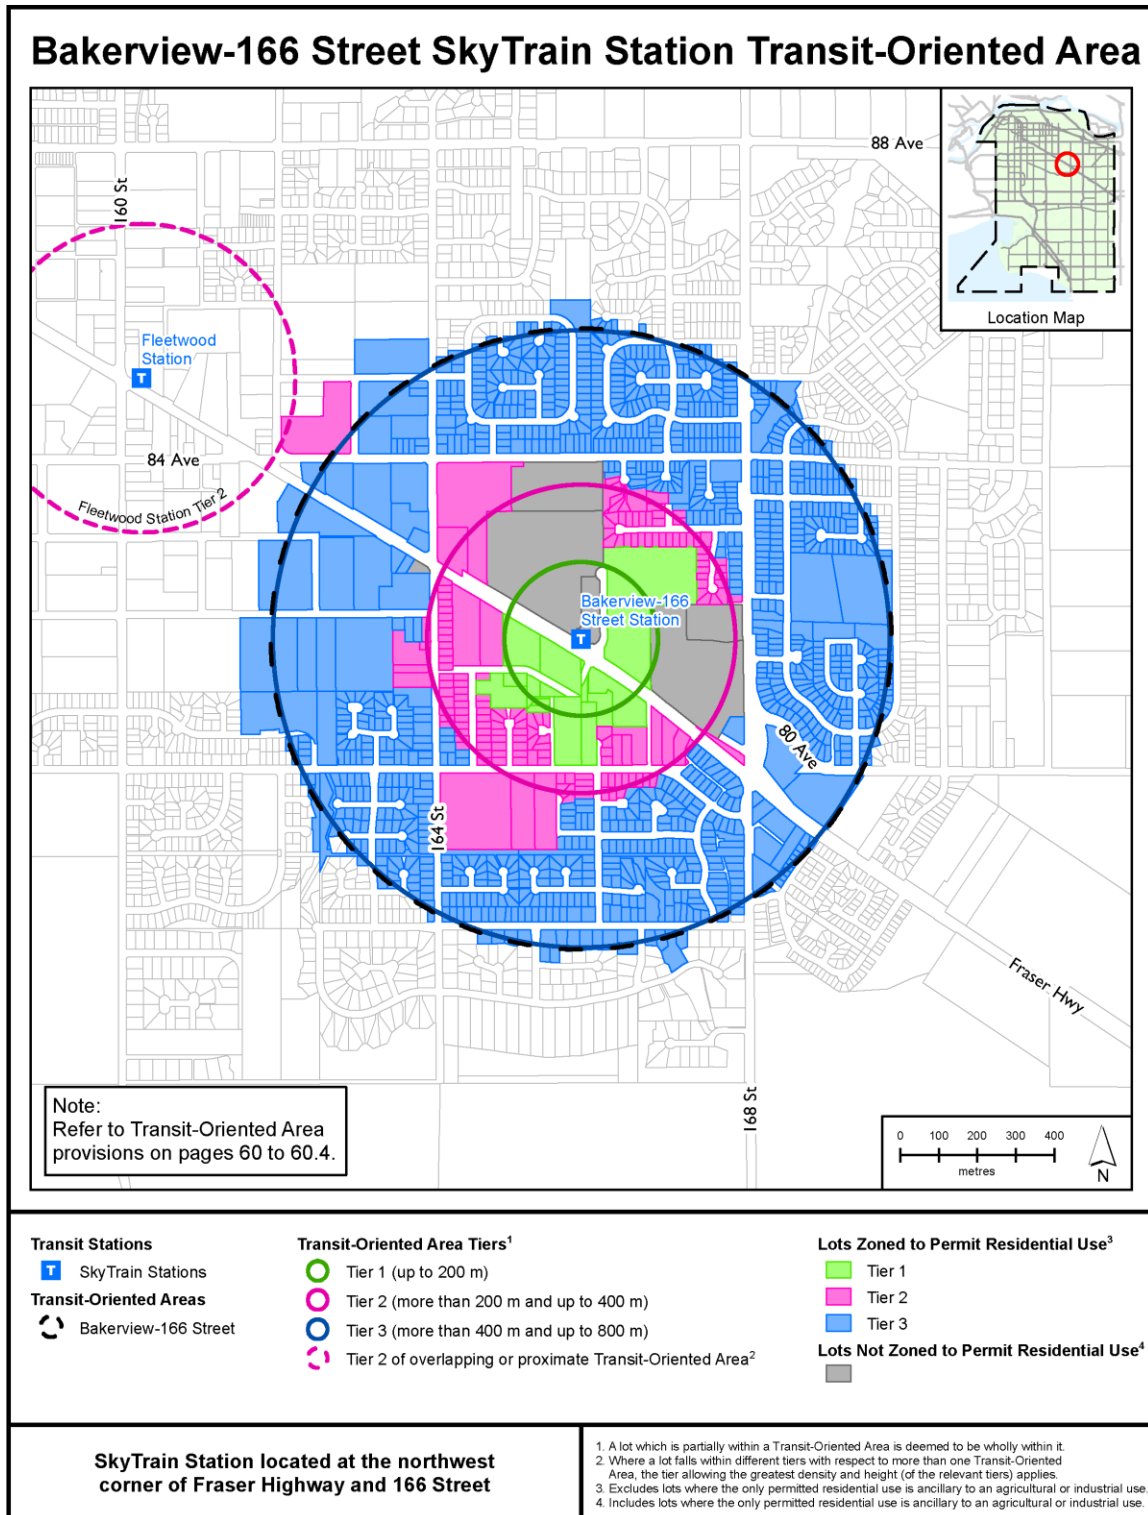 Bakerview-166 Street SkyTrain Station Transit-Oriented Area
88 Ave
160 St
Location Map
Fleetwood
Station
84 Ave
Fleetwood Station Tier 2
Bakerview-166
Street Station
80 Ave
164 St
Fraser Hwy
168 St
Note:
Refer to Transit-Oriented Area
provisions on pages 60 to 60.4.
0 100 200 300 400
metres
N
Transit Stations
T SkyTrain Stations
Transit-Oriented Areas
Bakerview-166 Street
Transit-Oriented Area Tiers1
Tier 1 (up to 200 m)
Tier 2 (more than 200 m and up to 400 m)
Tier 3 (more than 400 m and up to 800 m)
Tier 2 of overlapping or proximate Transit-Oriented Area2
Lots Zoned to Permit Residential Use3
Tier 1
Tier 2
Tier 3
Lots Not Zoned to Permit Residential Use4
SkyTrain Station located at the northwest
corner of Fraser Highway and 166 Street
1. A lot which is partially within a Transit-Oriented Area is deemed to be wholly within it.
2. Where a lot falls within different tiers with respect to more than one Transit-Oriented
Area, the tier allowing the greatest density and height (of the relevant tiers) applies.
3. Excludes lots where the only permitted residential use is ancillary to an agricultural or industrial use.
4. Includes lots where the only permitted residential use is ancillary to an agricultural or industrial use.